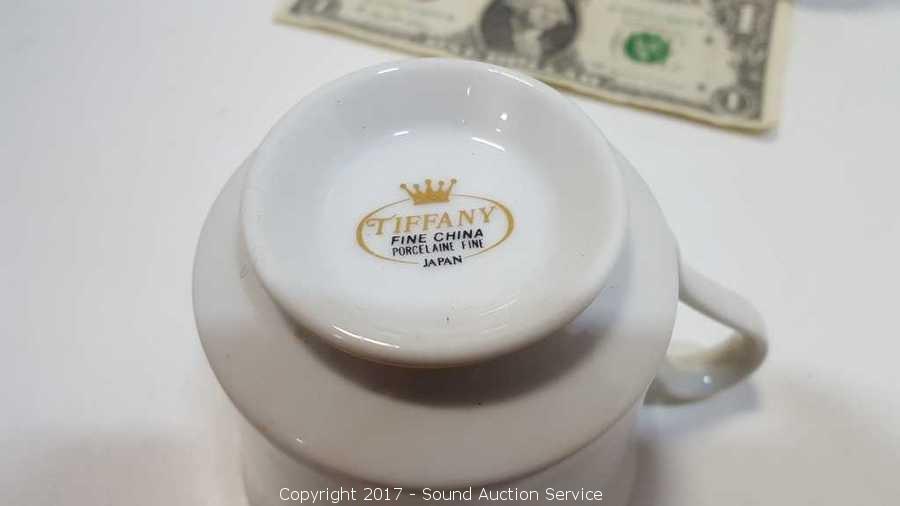 TIFFANY
FINE CHINA
PORCELAINE FINE
JAPAN
Copyright 2017 - Sound Auction Service